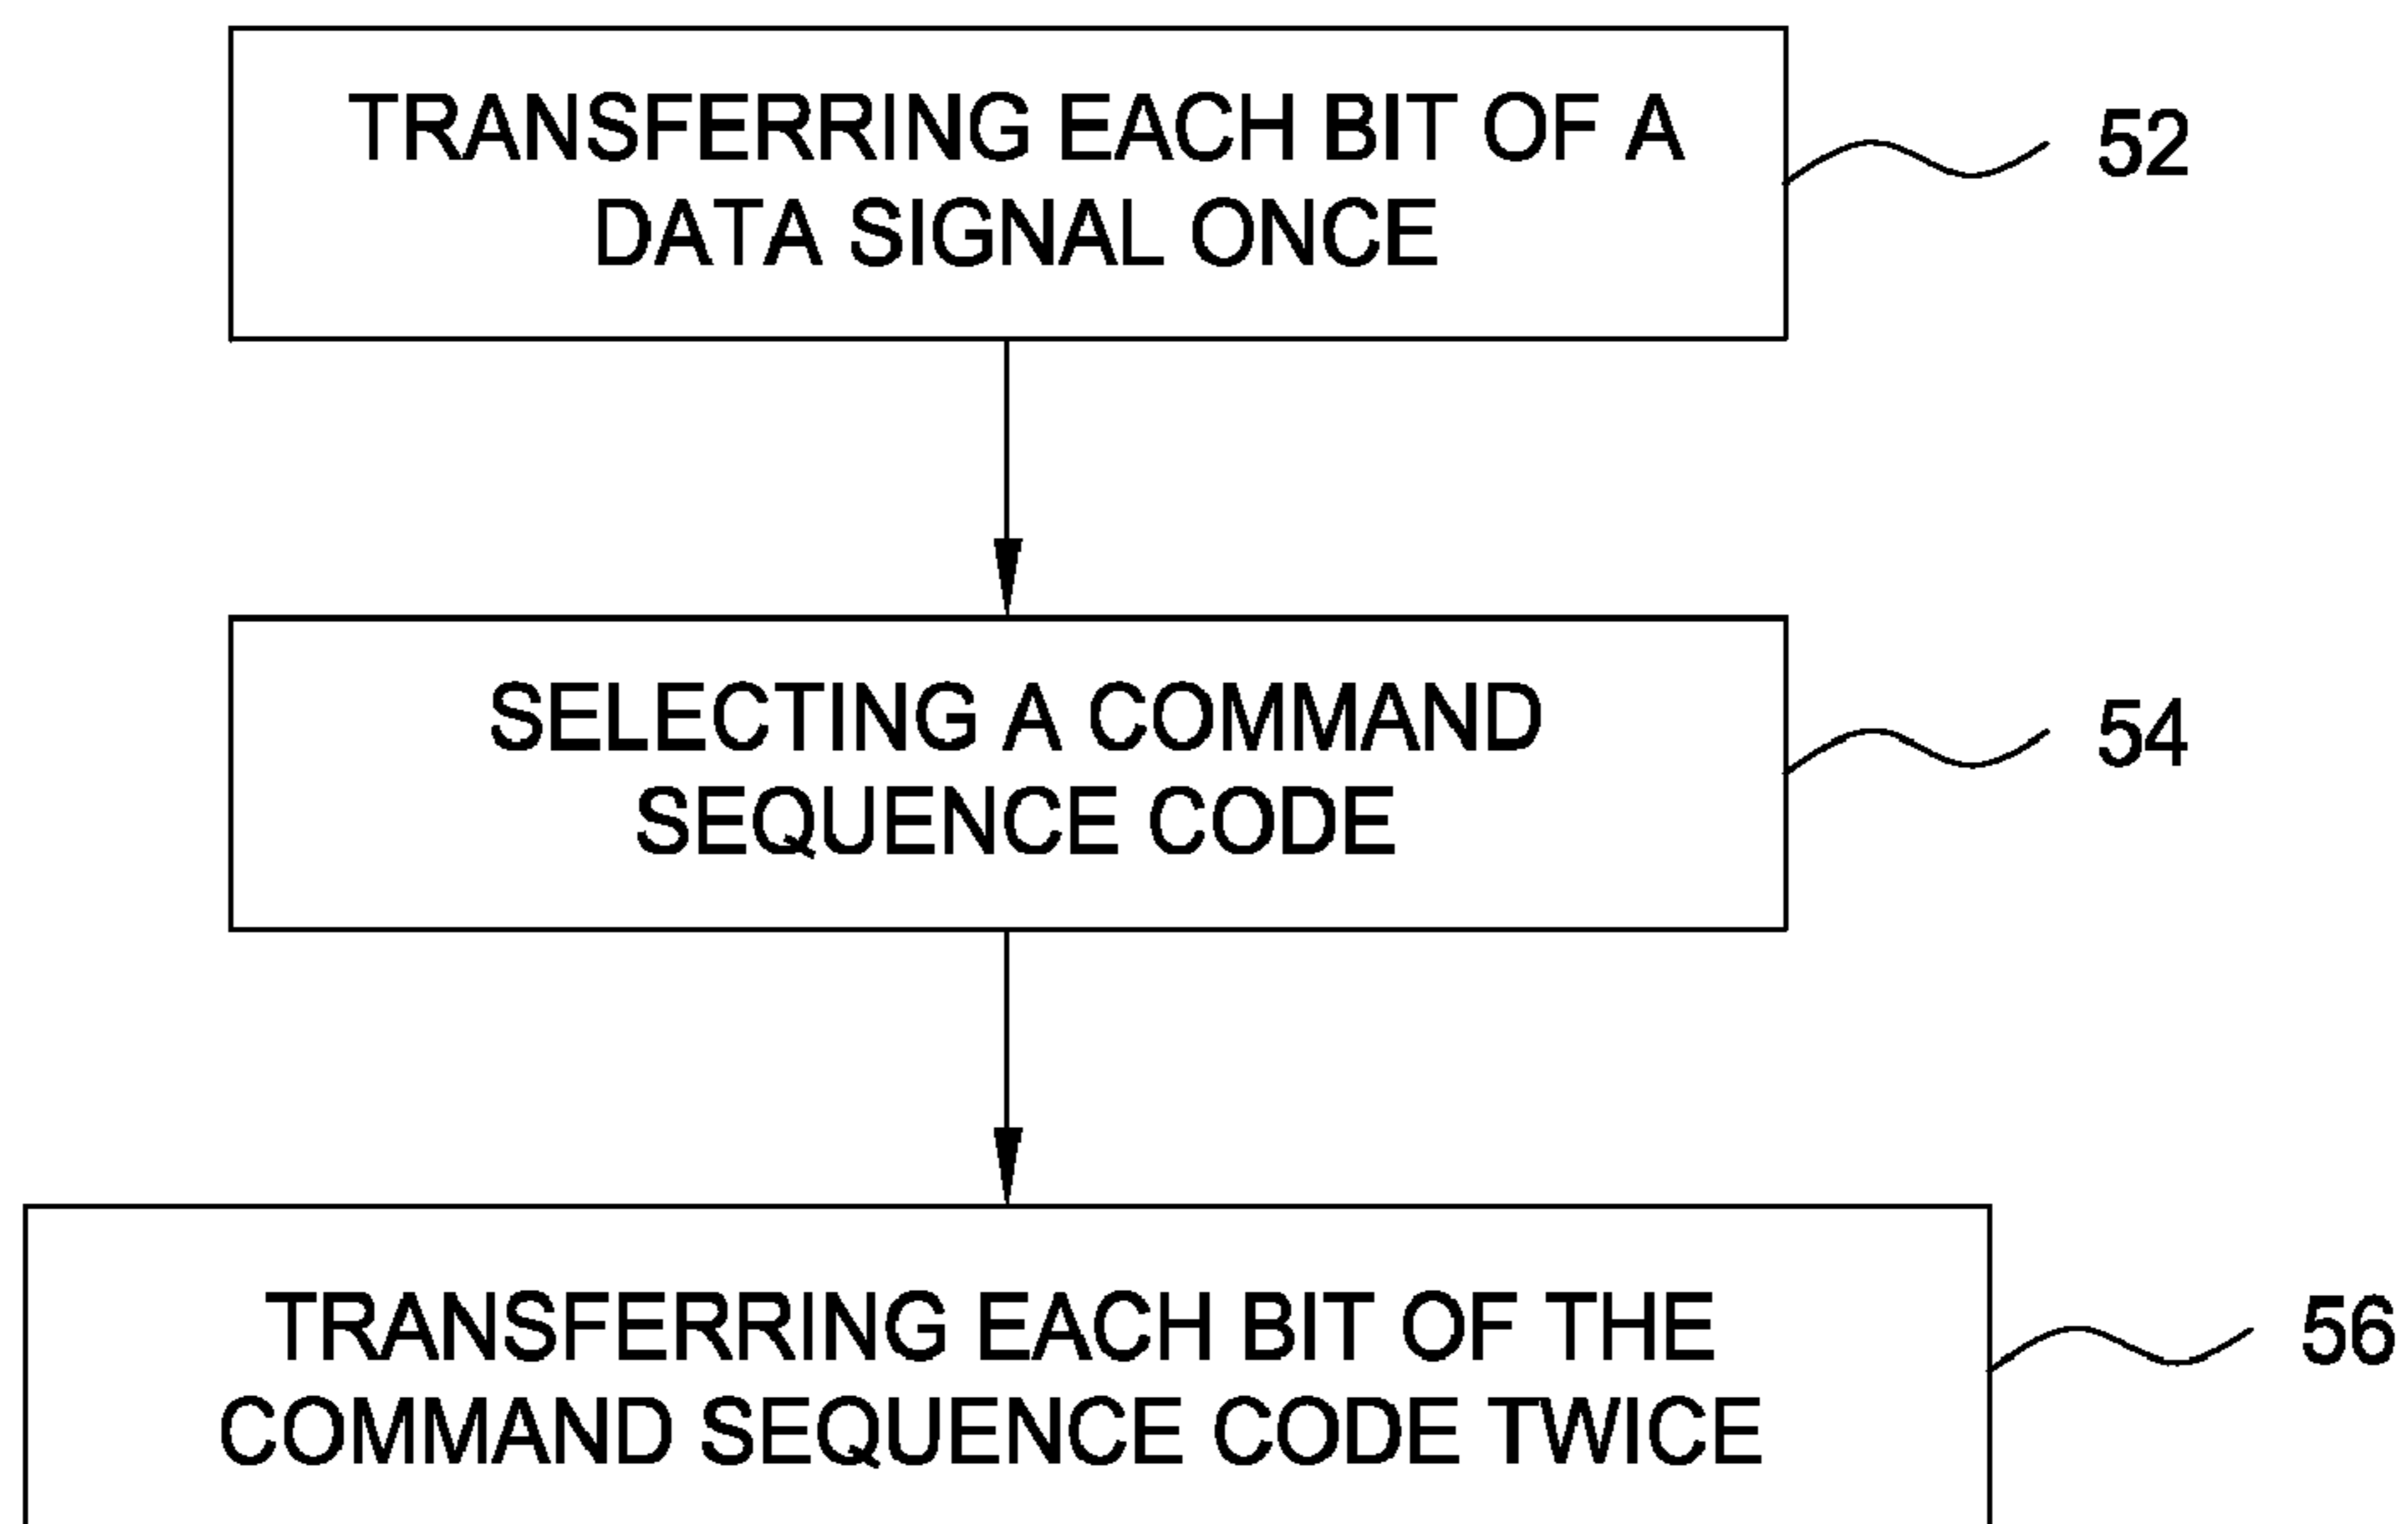 TRANSFERRING EACH BIT OF A
DATA SIGNAL ONCE
52
SELECTING A COMMAND
SEQUENCE CODE
54
TRANSFERRING EACH BIT OF THE
COMMAND SEQUENCE CODE TWICE
56